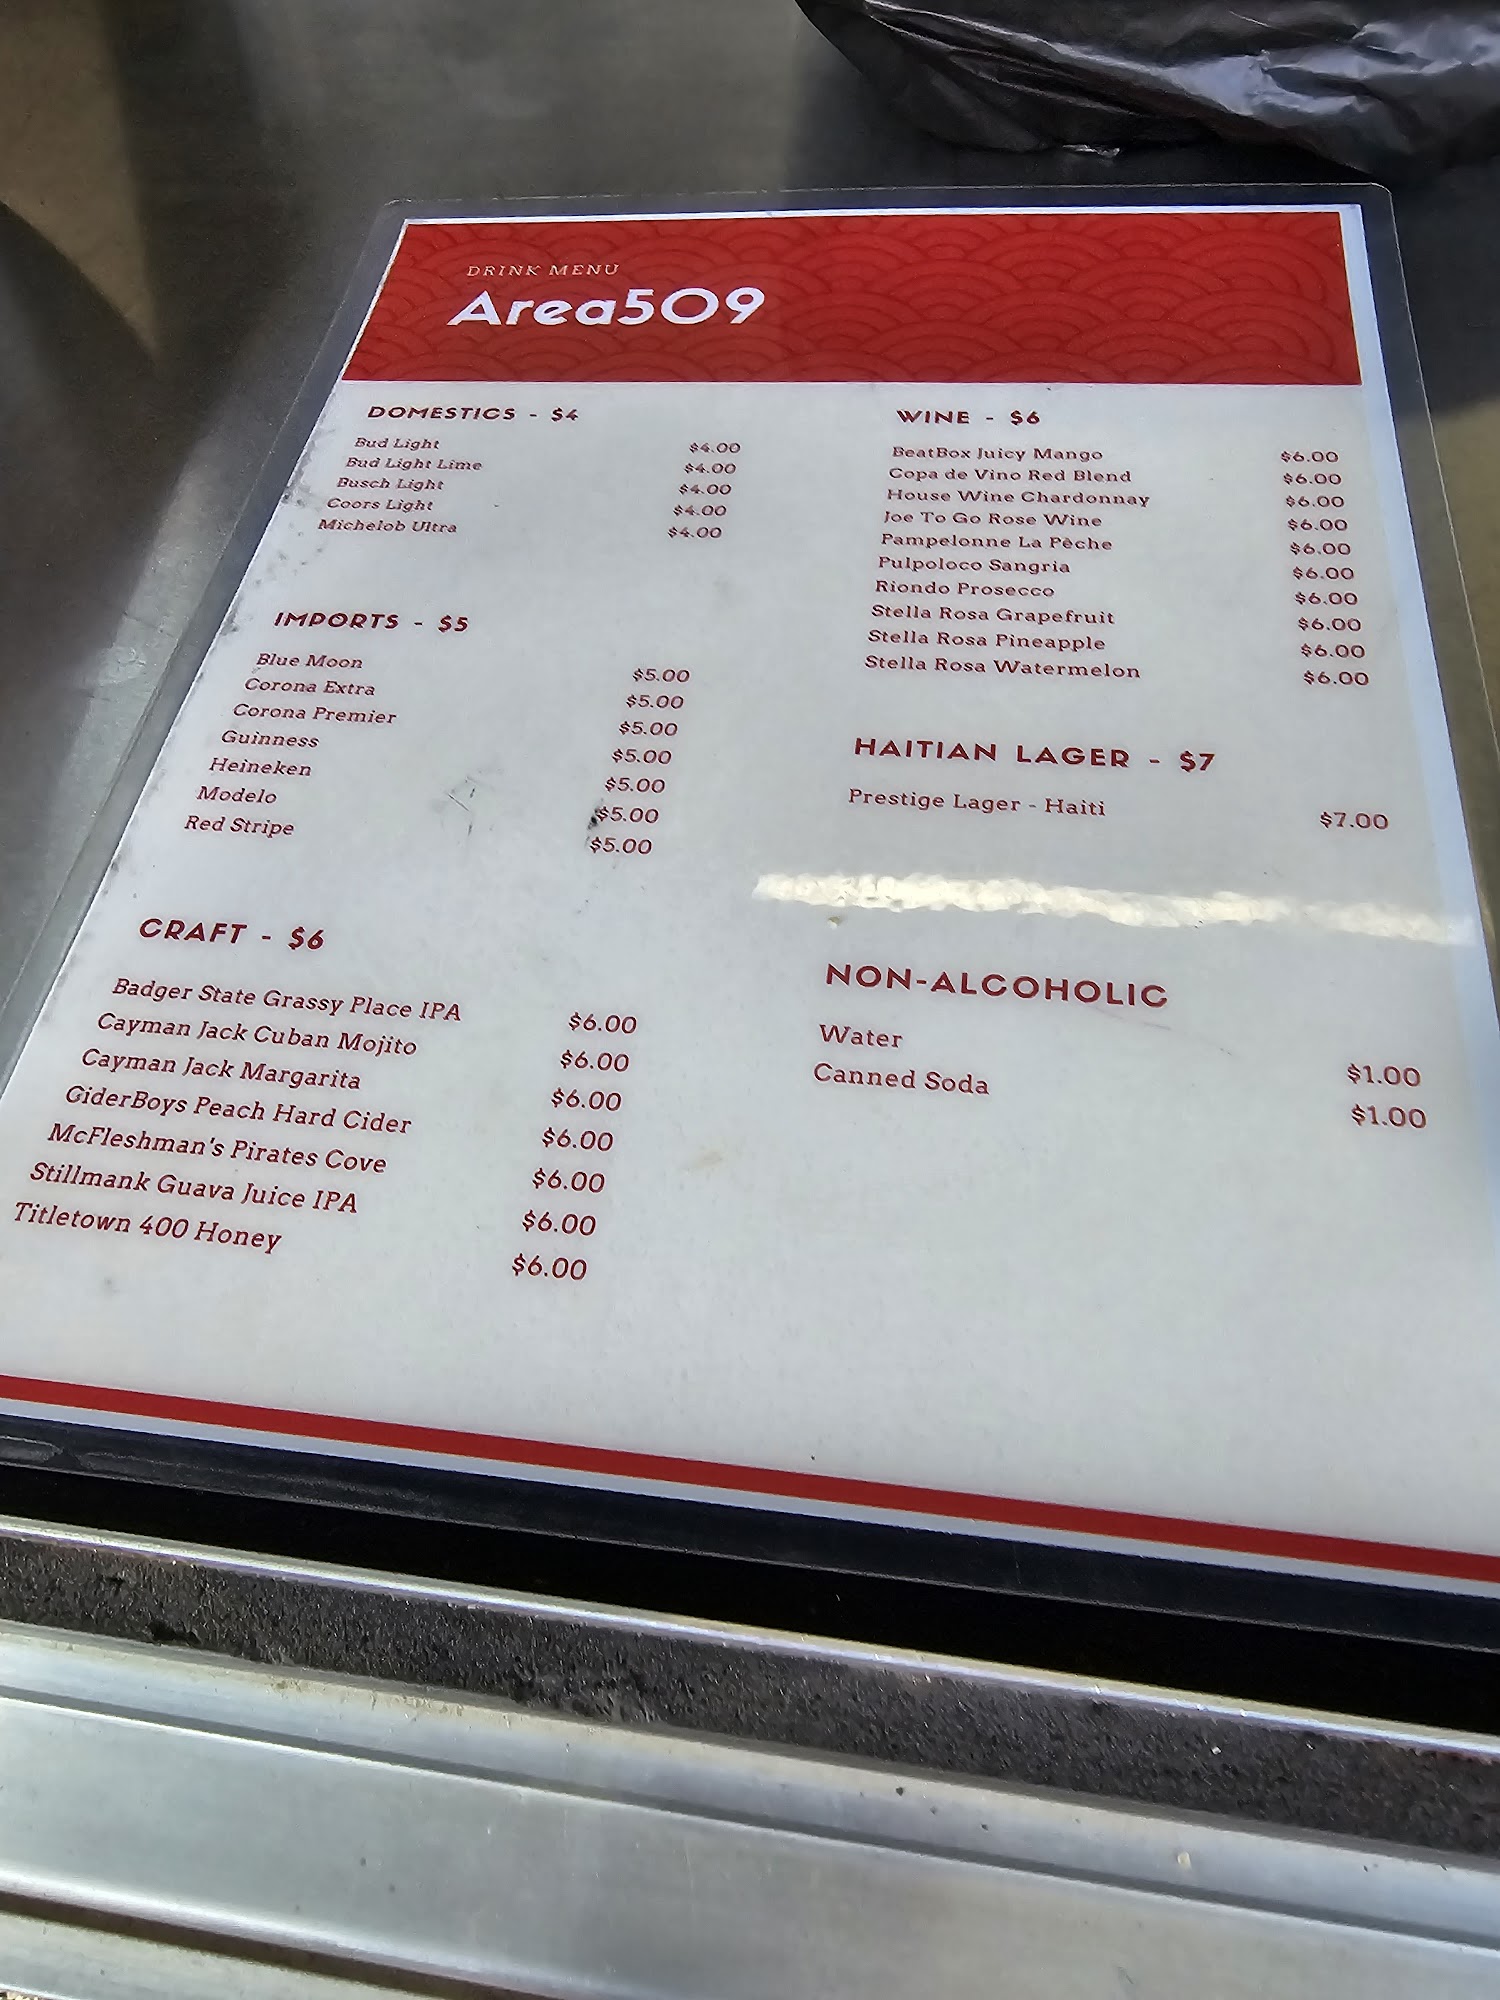 DRINK MENU
Area509
DOMESTICS - $4
Bud Light $4.00
Bud Light Lime $4.00
Busch Light $4.00
Coors Light $4.00
Michelob Ultra $4.00
IMPORTS - $5
Blue Moon $5.00
Corona Extra $5.00
Corona Premier $5.00
Guinness $5.00
Heineken $5.00
Modelo $5.00
Red Stripe $5.00
CRAFT - $6
Badger State Grassy Place IPA $6.00
Cayman Jack Cuban Mojito $6.00
Cayman Jack Margarita $6.00
GiderBoys Peach Hard Cider $6.00
McFleshman's Pirates Cove $6.00
Stillmank Guava Juice IPA $6.00
Titletown 400 Honey $6.00
WINE - $6
BeatBox Juicy Mango $6.00
Copa de Vino Red Blend $6.00
House Wine Chardonnay $6.00
Joe To Go Rose Wine $6.00
Pampelonne La Pèche $6.00
Pulpoloco Sangria $6.00
Riondo Prosecco $6.00
Stella Rosa Grapefruit $6.00
Stella Rosa Pineapple $6.00
Stella Rosa Watermelon $6.00
HAITIAN LAGER - $7
Prestige Lager - Haiti $7.00
NON-ALCOHOLIC
Water $1.00
Canned Soda $1.00